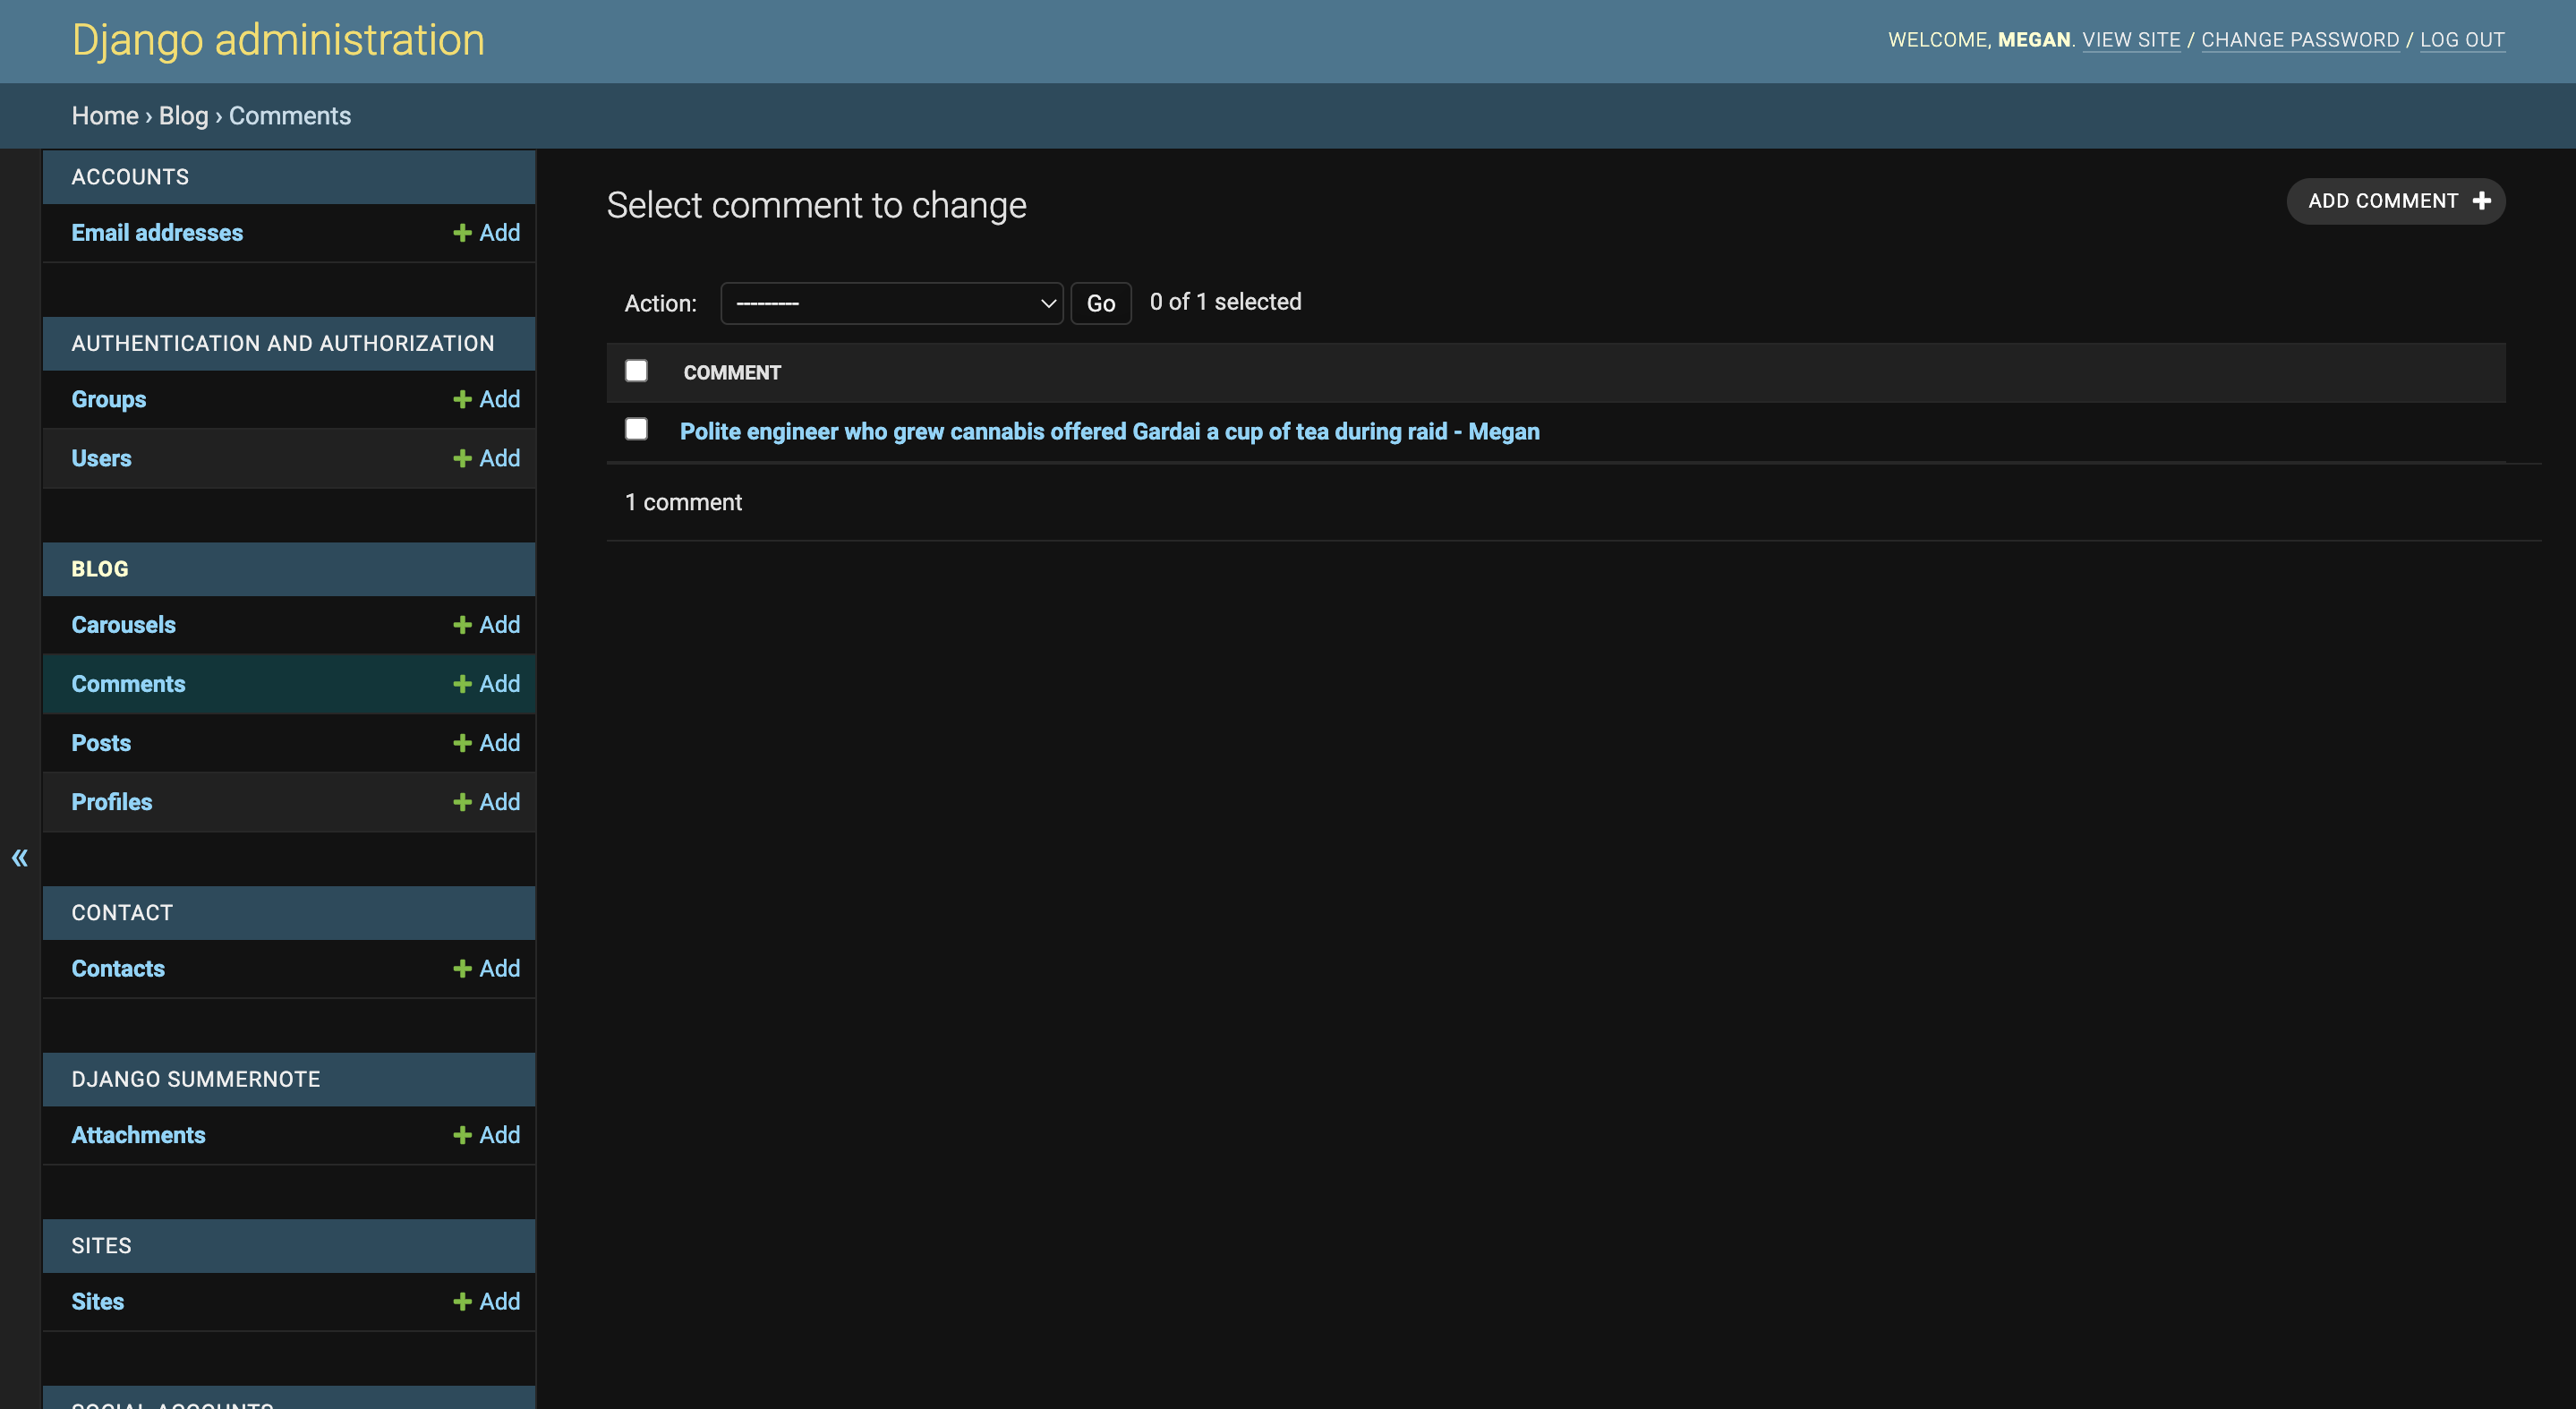 Django administration
WELCOME, MEGAN. VIEW SITE / CHANGE PASSWORD / LOG OUT
Home › Blog › Comments
ACCOUNTS
Email addresses + Add
AUTHENTICATION AND AUTHORIZATION
Groups + Add
Users + Add
BLOG
Carousels + Add
Comments + Add
Posts + Add
Profiles + Add
«
CONTACT
Contacts + Add
DJANGO SUMMERNOTE
Attachments + Add
SITES
Sites + Add
SOCIAL ACCOUNTS
Select comment to change
ADD COMMENT +
Action: --------- Go 0 of 1 selected
COMMENT
Polite engineer who grew cannabis offered Gardai a cup of tea during raid - Megan
1 comment